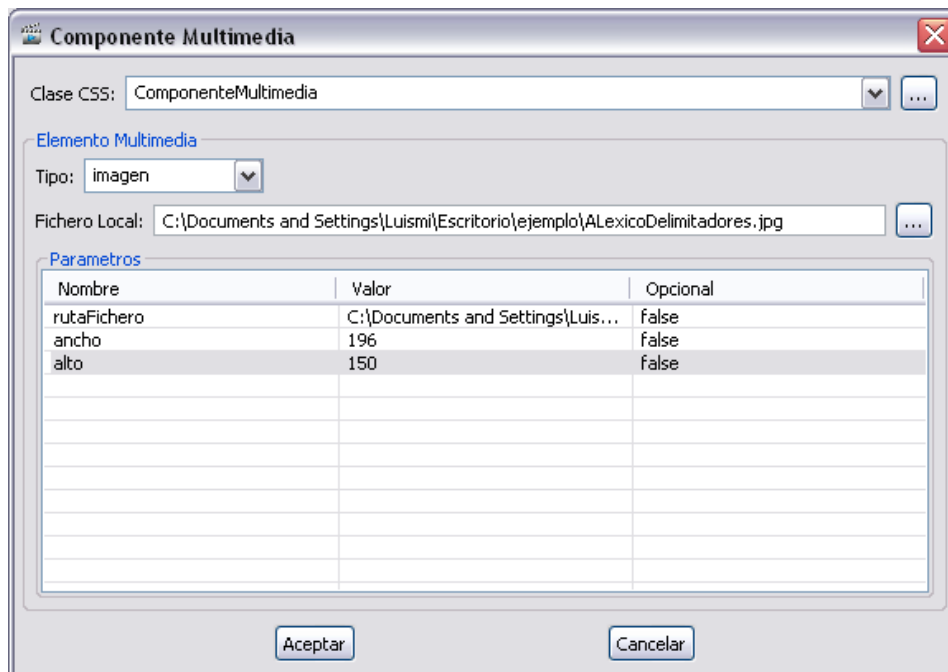 Componente Multimedia
Clase CSS: ComponenteMultimedia ...
Elemento Multimedia
Tipo: imagen
Fichero Local: C:\Documents and Settings\Luismi\Escritorio\ejemplo\ALexicoDelimitadores.jpg ...
Parametros
Nombre Valor Opcional
rutaFichero C:\Documents and Settings\Luis... false
ancho 196 false
alto 150 false
Aceptar Cancelar